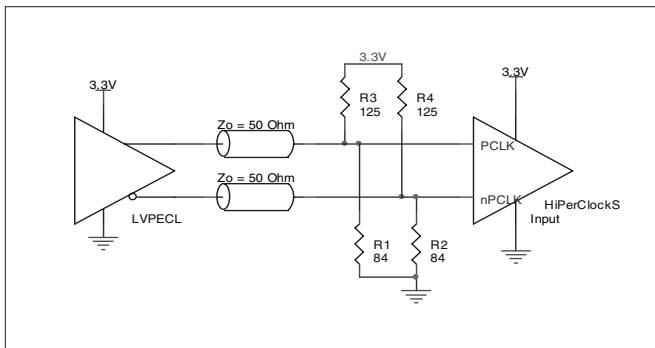 3.3V
3.3V
3.3V
R3
125
R4
125
Zo = 50 Ohm
PCLK
Zo = 50 Ohm
nPCLK
HiPerClockS
Input
LVPECL
R1
84
R2
84